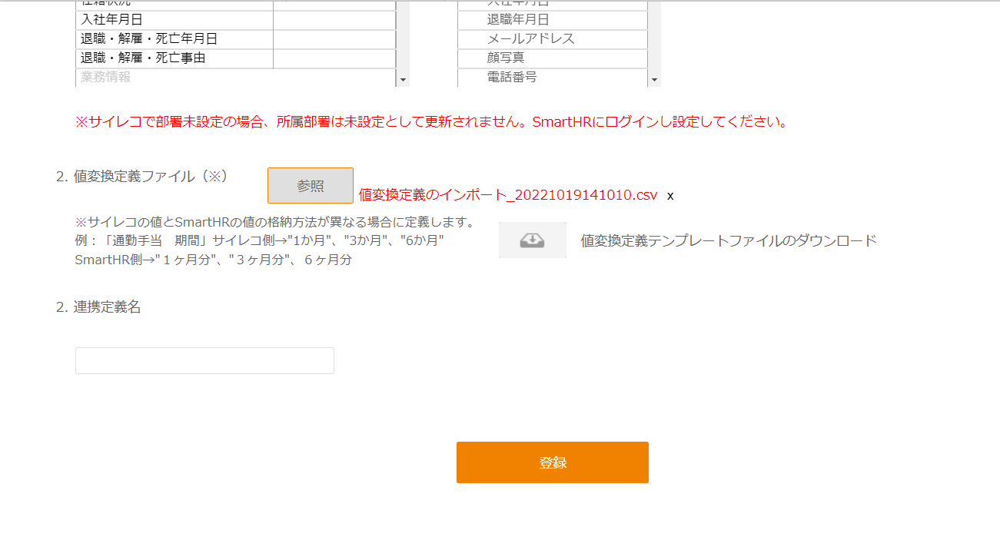 入社年月日
退職・解雇・死亡年月日
退職・解雇・死亡事由
業務情報
退職年月日
メールアドレス
顔写真
電話番号
※サイレコで部署未設定の場合、所属部署は未設定として更新されません。SmartHRにログインし設定してください。
2. 値変換定義ファイル（※）
参照
値変換定義のインポート_20221019141010.csv x
※サイレコの値とSmartHRの値の格納方法が異なる場合に定義します。
例：「通勤手当　期間」サイレコ側→"1か月"、"3か月"、"6か月"
SmartHR側→"１ヶ月分"、"３ヶ月分"、６ヶ月分
値変換定義テンプレートファイルのダウンロード
2. 連携定義名
登録